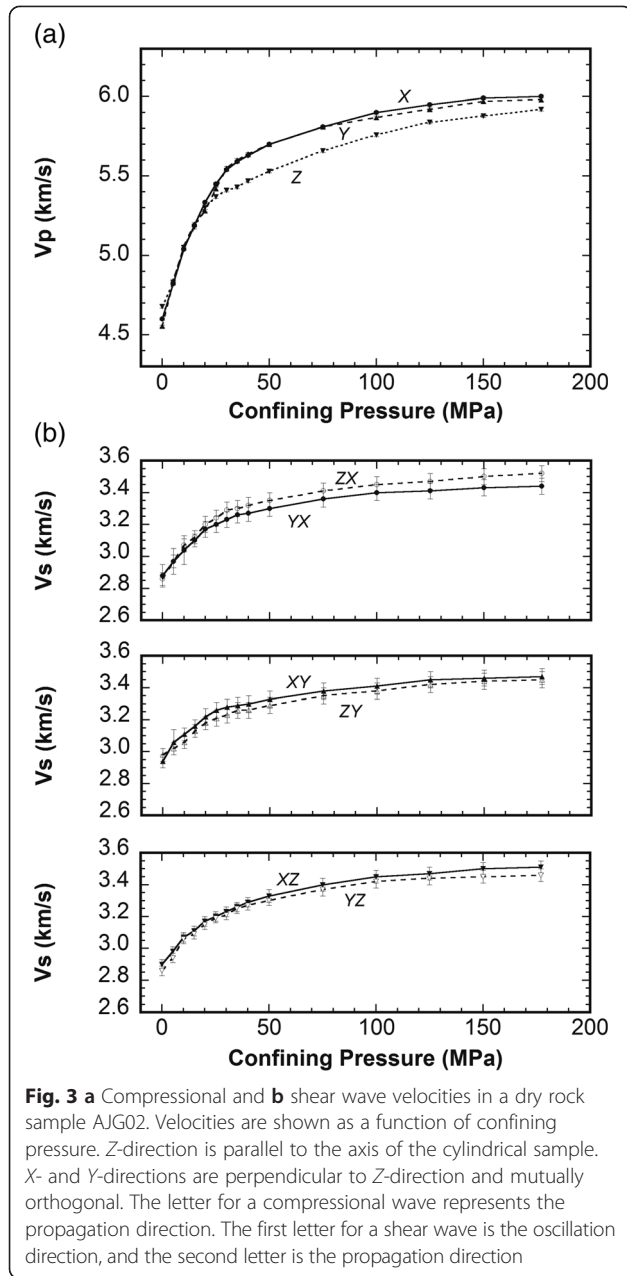 (a)
6.0
5.5
5.0
4.5
Vp (km/s)
X
Y
Z
0 50 100 150 200
Confining Pressure (MPa)
(b)
3.6
3.4
3.2
3.0
2.8
2.6
Vs (km/s)
ZX
YX
3.6
3.4
3.2
3.0
2.8
2.6
Vs (km/s)
XY
ZY
3.6
3.4
3.2
3.0
2.8
2.6
Vs (km/s)
XZ
YZ
0 50 100 150 200
Confining Pressure (MPa)
Fig. 3 a Compressional and b shear wave velocities in a dry rock
sample AJG02. Velocities are shown as a function of confining
pressure. Z-direction is parallel to the axis of the cylindrical sample.
X- and Y-directions are perpendicular to Z-direction and mutually
orthogonal. The letter for a compressional wave represents the
propagation direction. The first letter for a shear wave is the oscillation
direction, and the second letter is the propagation direction